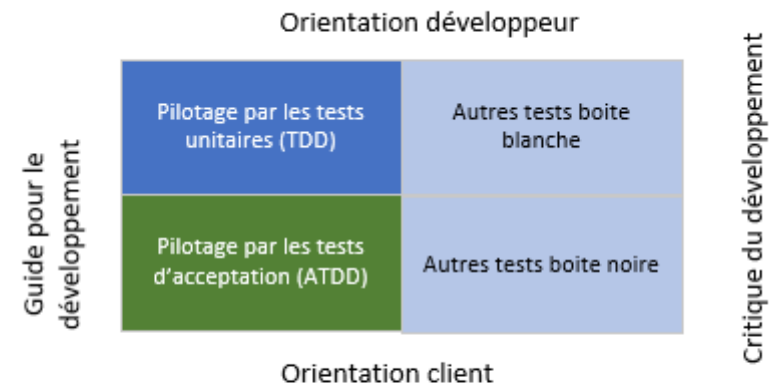 Orientation développeur
Guide pour le
développement
Pilotage par les tests
unitaires (TDD)
Autres tests boite
blanche
Pilotage par les tests
d’acceptation (ATDD)
Autres tests boite noire
Critique du développement
Orientation client